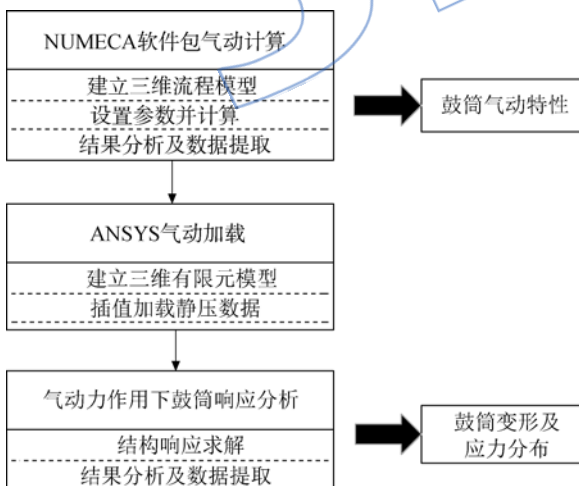 NUMECA软件包气动计算
建立三维流程模型
设置参数并计算
结果分析及数据提取
鼓筒气动特性
ANSYS气动加载
建立三维有限元模型
插值加载静压数据
气动力作用下鼓筒响应分析
结构响应求解
结果分析及数据提取
鼓筒变形及
应力分布